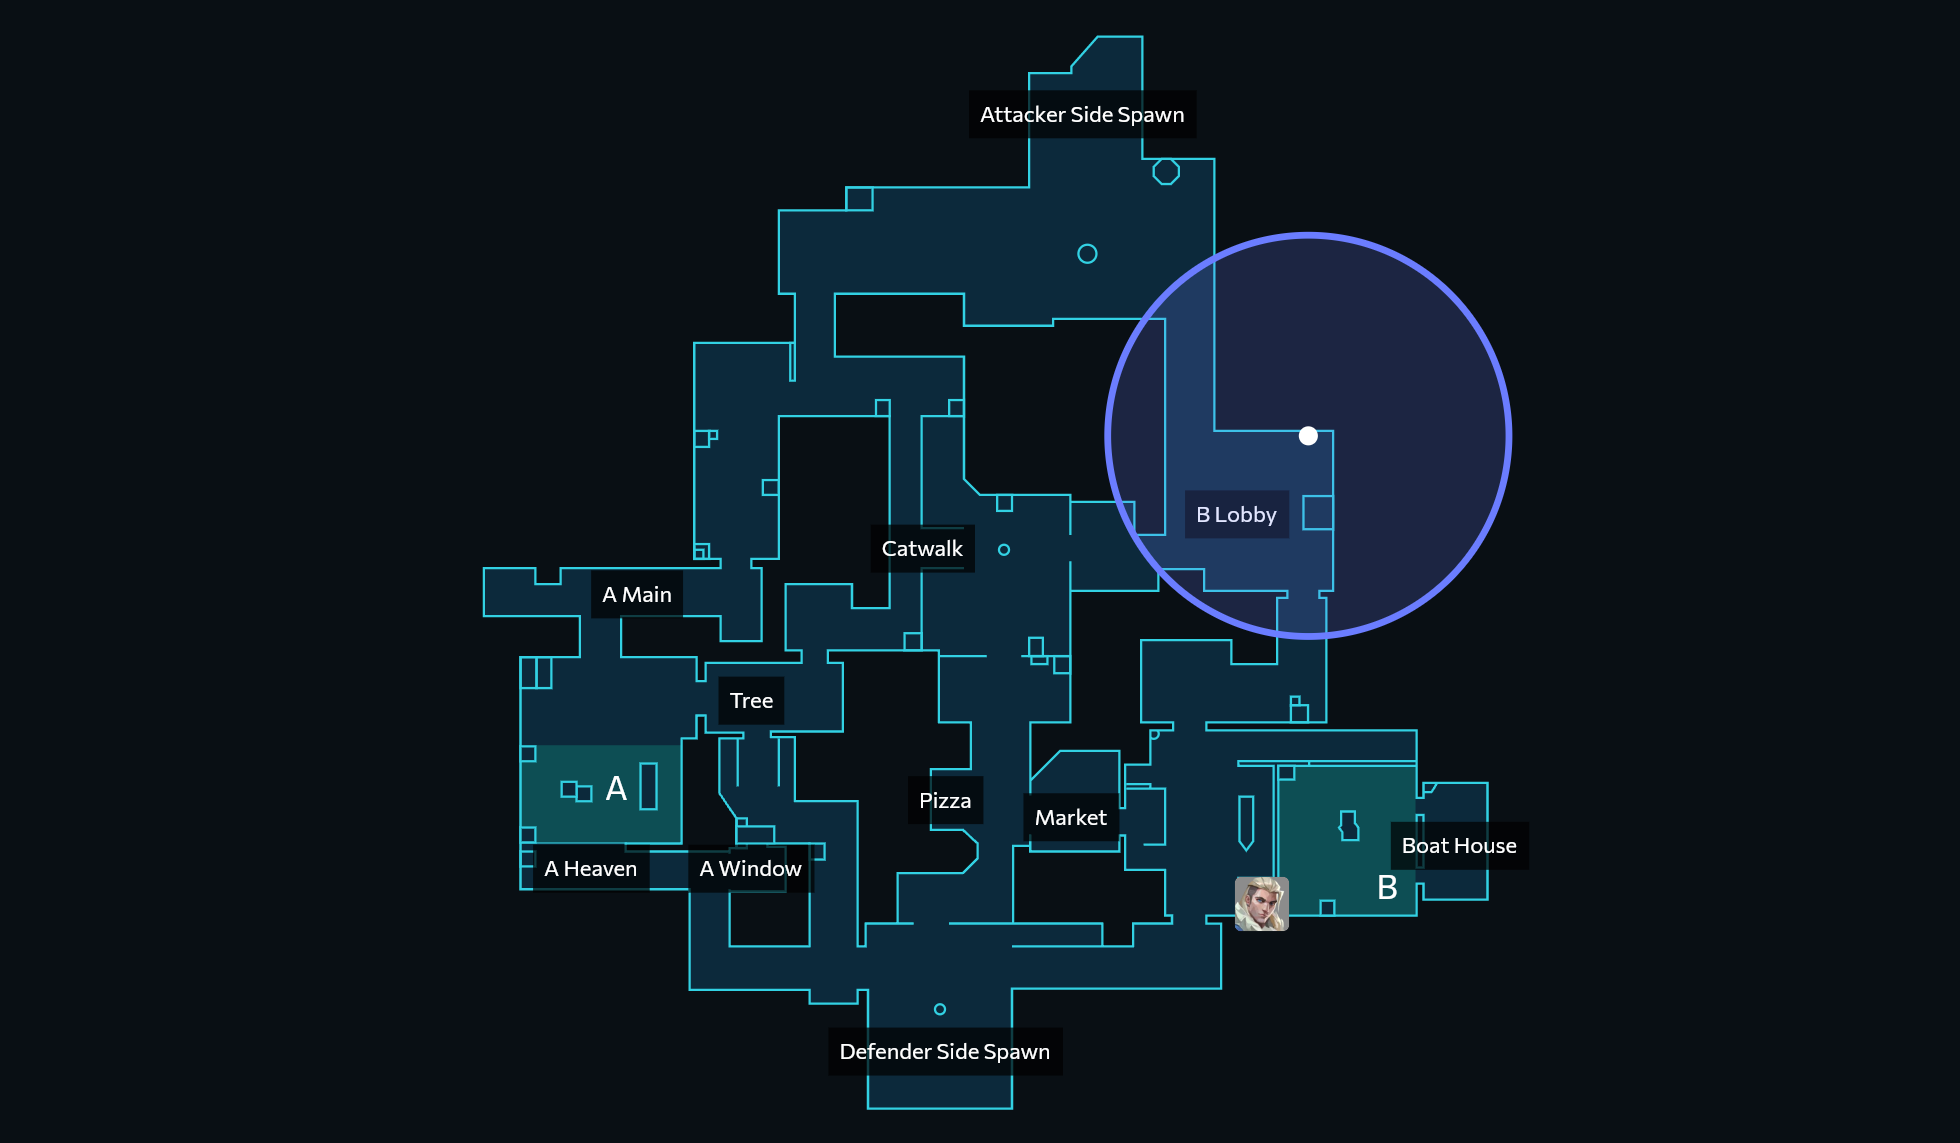 Attacker Side Spawn
B Lobby
Catwalk
A Main
Tree
A
Pizza
Market
Boat House
A Heaven
A Window
B
Defender Side Spawn